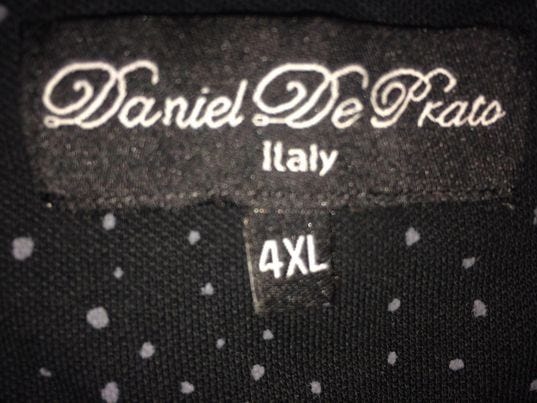 Daniel De Prato
Italy
4XL